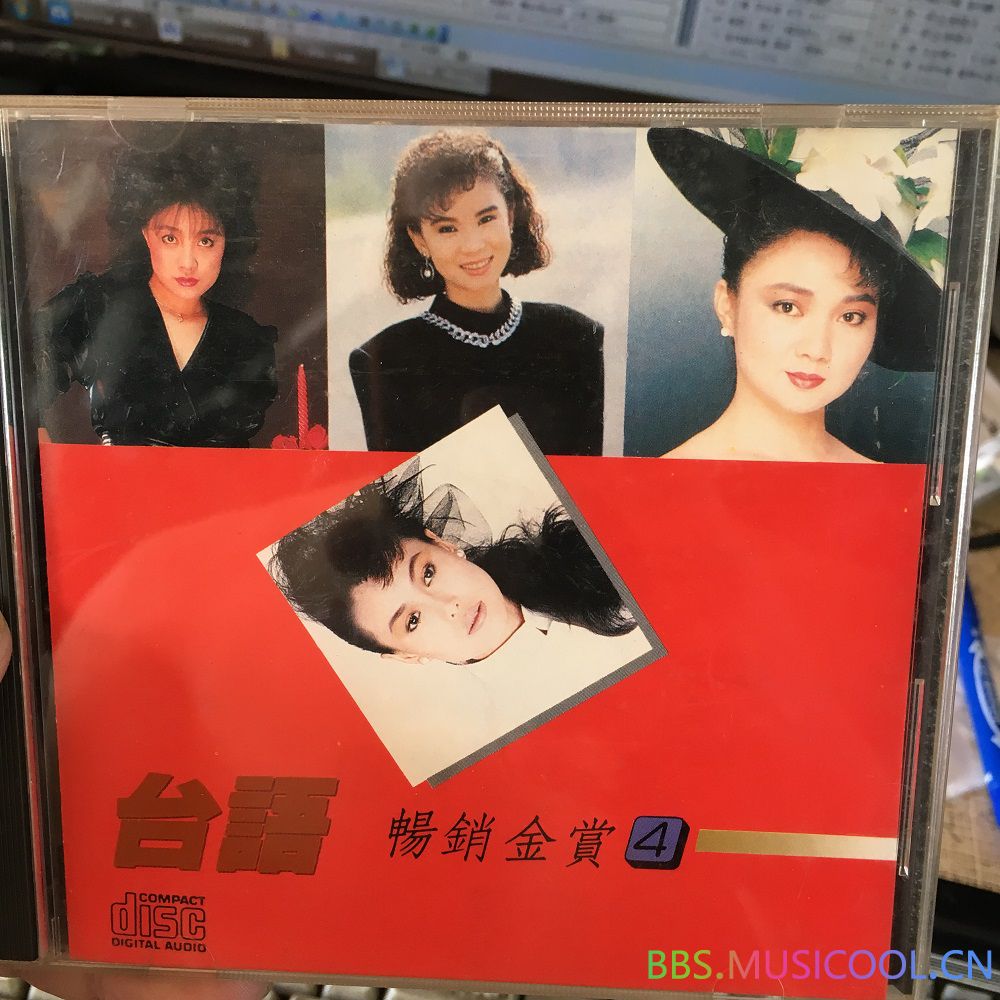 台語
暢銷金賞 4
COMPACT
disc
DIGITAL AUDIO
BBS.MUSICOOL.CN